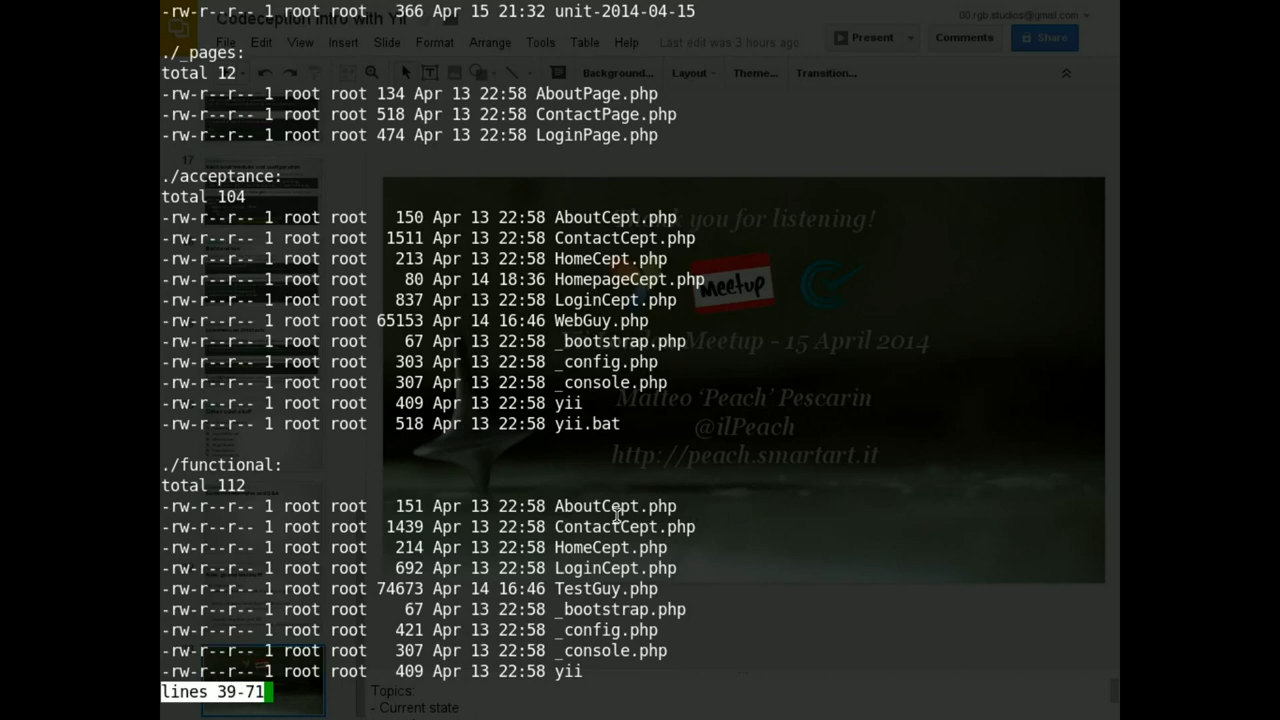 -rw-r--r-- 1 root root   366 Apr 15 21:32 unit-2014-04-15
./_pages:
total 12
-rw-r--r-- 1 root root 134 Apr 13 22:58 AboutPage.php
-rw-r--r-- 1 root root 518 Apr 13 22:58 ContactPage.php
-rw-r--r-- 1 root root 474 Apr 13 22:58 LoginPage.php
./acceptance:
total 104
-rw-r--r-- 1 root root   150 Apr 13 22:58 AboutCept.php
-rw-r--r-- 1 root root  1511 Apr 13 22:58 ContactCept.php
-rw-r--r-- 1 root root   213 Apr 13 22:58 HomeCept.php
-rw-r--r-- 1 root root    80 Apr 14 18:36 HomepageCept.php
-rw-r--r-- 1 root root   837 Apr 13 22:58 LoginCept.php
-rw-r--r-- 1 root root 65153 Apr 14 16:46 WebGuy.php
-rw-r--r-- 1 root root    67 Apr 13 22:58 _bootstrap.php
-rw-r--r-- 1 root root   303 Apr 13 22:58 _config.php
-rw-r--r-- 1 root root   307 Apr 13 22:58 _console.php
-rw-r--r-- 1 root root   409 Apr 13 22:58 yii
-rw-r--r-- 1 root root   518 Apr 13 22:58 yii.bat
./functional:
total 112
-rw-r--r-- 1 root root   151 Apr 13 22:58 AboutCept.php
-rw-r--r-- 1 root root  1439 Apr 13 22:58 ContactCept.php
-rw-r--r-- 1 root root   214 Apr 13 22:58 HomeCept.php
-rw-r--r-- 1 root root   692 Apr 13 22:58 LoginCept.php
-rw-r--r-- 1 root root 74673 Apr 14 16:46 TestGuy.php
-rw-r--r-- 1 root root    67 Apr 13 22:58 _bootstrap.php
-rw-r--r-- 1 root root   421 Apr 13 22:58 _config.php
-rw-r--r-- 1 root root   307 Apr 13 22:58 _console.php
-rw-r--r-- 1 root root   409 Apr 13 22:58 yii
lines 39-71
Codeception intro with Yii
00.rgb.studios@gmail.com
File Edit View Insert Slide Format Arrange Tools Table Help Last edit was 3 hours ago
Present Comments Share
Background... Layout Theme... Transition...
17
you for listening!
Meetup
Meetup - 15 April 2014
Matteo ‘Peach’ Pescarin
@ilPeach
http://peach.smartart.it
Topics:
- Current state